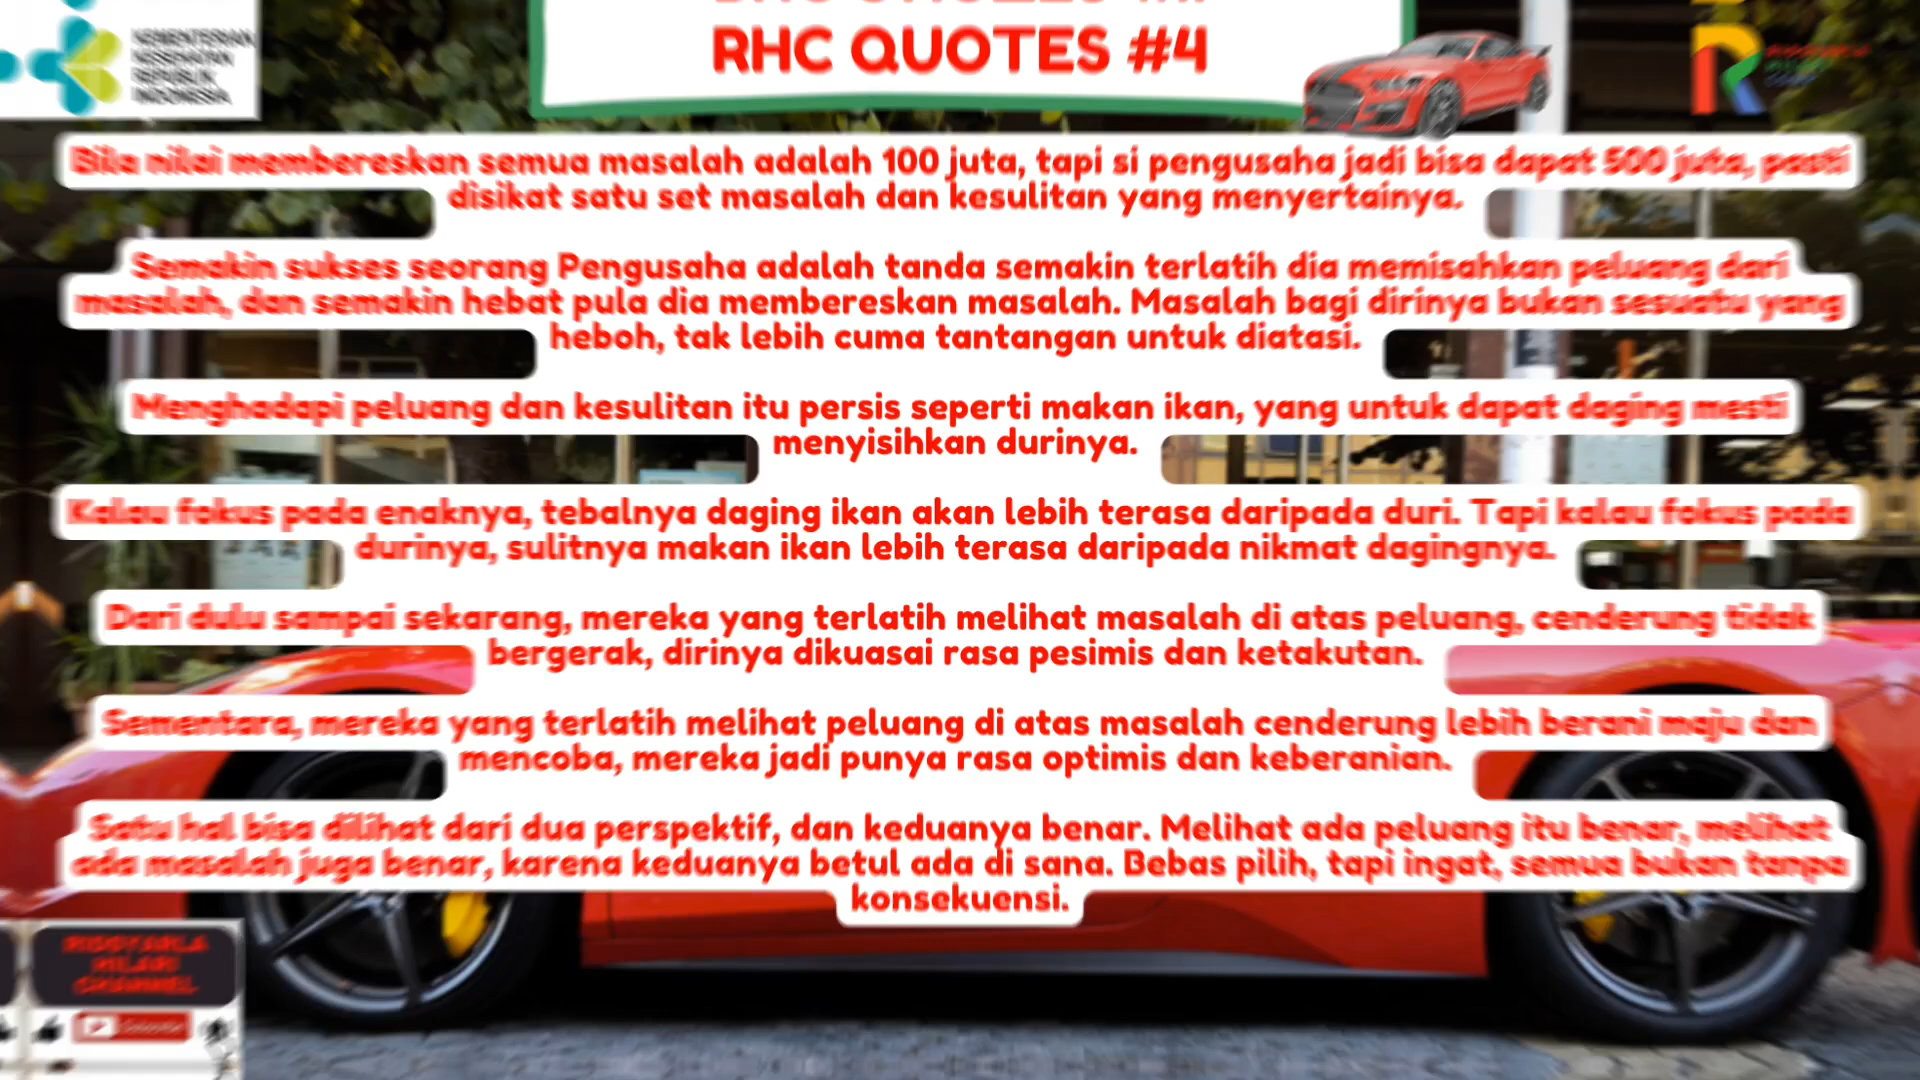 KEMENTERIAN
KESEHATAN
REPUBLIK
INDONESIA
RHC QUOTES #4
Bila nilai membereskan semua masalah adalah 100 juta, tapi si pengusaha jadi bisa dapat 500 juta, pasti
disikat satu set masalah dan kesulitan yang menyertainya.
Semakin sukses seorang Pengusaha adalah tanda semakin terlatih dia memisahkan peluang dari
masalah, dan semakin hebat pula dia membereskan masalah. Masalah bagi dirinya bukan sesuatu yang
heboh, tak lebih cuma tantangan untuk diatasi.
Menghadapi peluang dan kesulitan itu persis seperti makan ikan, yang untuk dapat daging mesti
menyisihkan durinya.
Kalau fokus pada enaknya, tebalnya daging ikan akan lebih terasa daripada duri. Tapi kalau fokus pada
durinya, sulitnya makan ikan lebih terasa daripada nikmat dagingnya.
Dari dulu sampai sekarang, mereka yang terlatih melihat masalah di atas peluang, cenderung tidak
bergerak, dirinya dikuasai rasa pesimis dan ketakutan.
Sementara, mereka yang terlatih melihat peluang di atas masalah cenderung lebih berani maju dan
mencoba, mereka jadi punya rasa optimis dan keberanian.
Satu hal bisa dilihat dari dua perspektif, dan keduanya benar. Melihat ada peluang itu benar, melihat
ada masalah juga benar, karena keduanya betul ada di sana. Bebas pilih, tapi ingat, semua bukan tanpa
konsekuensi.
HILARI
CHANNEL